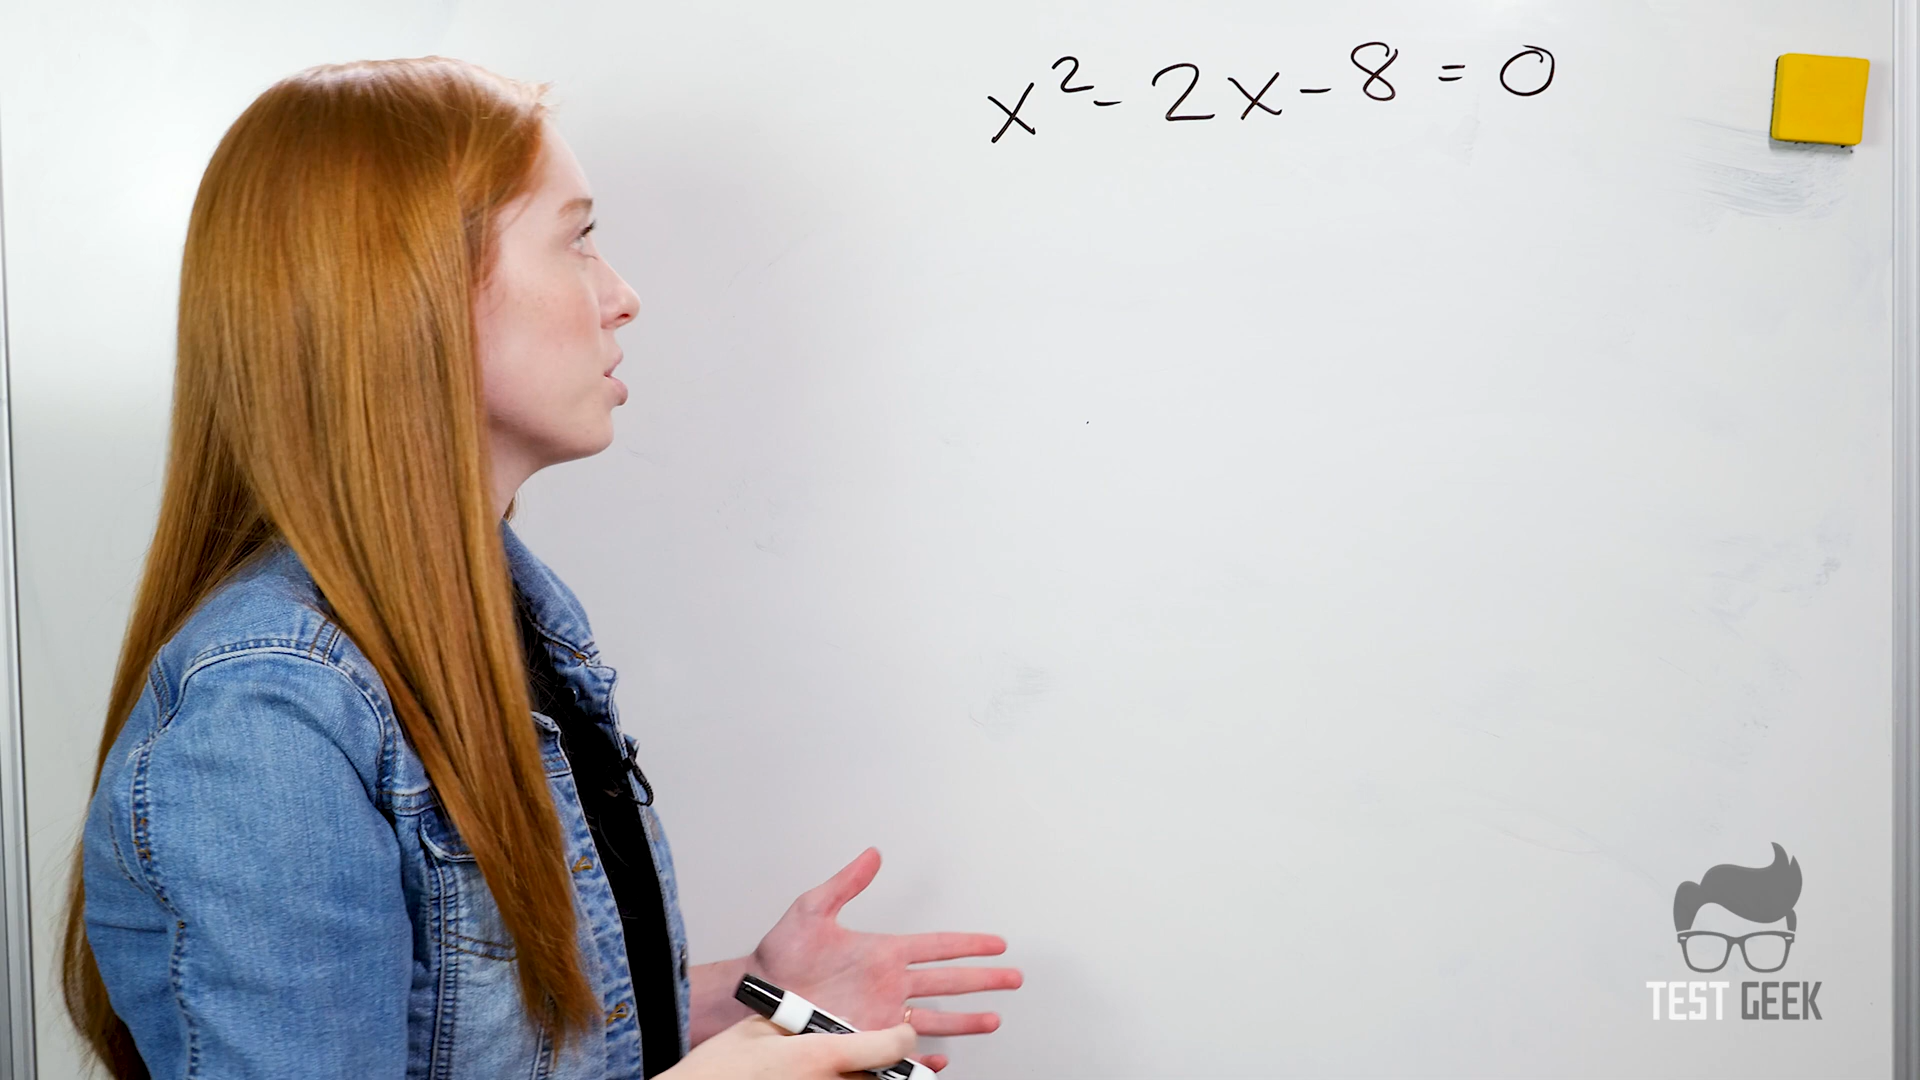 x² - 2x - 8 = 0
TEST GEEK